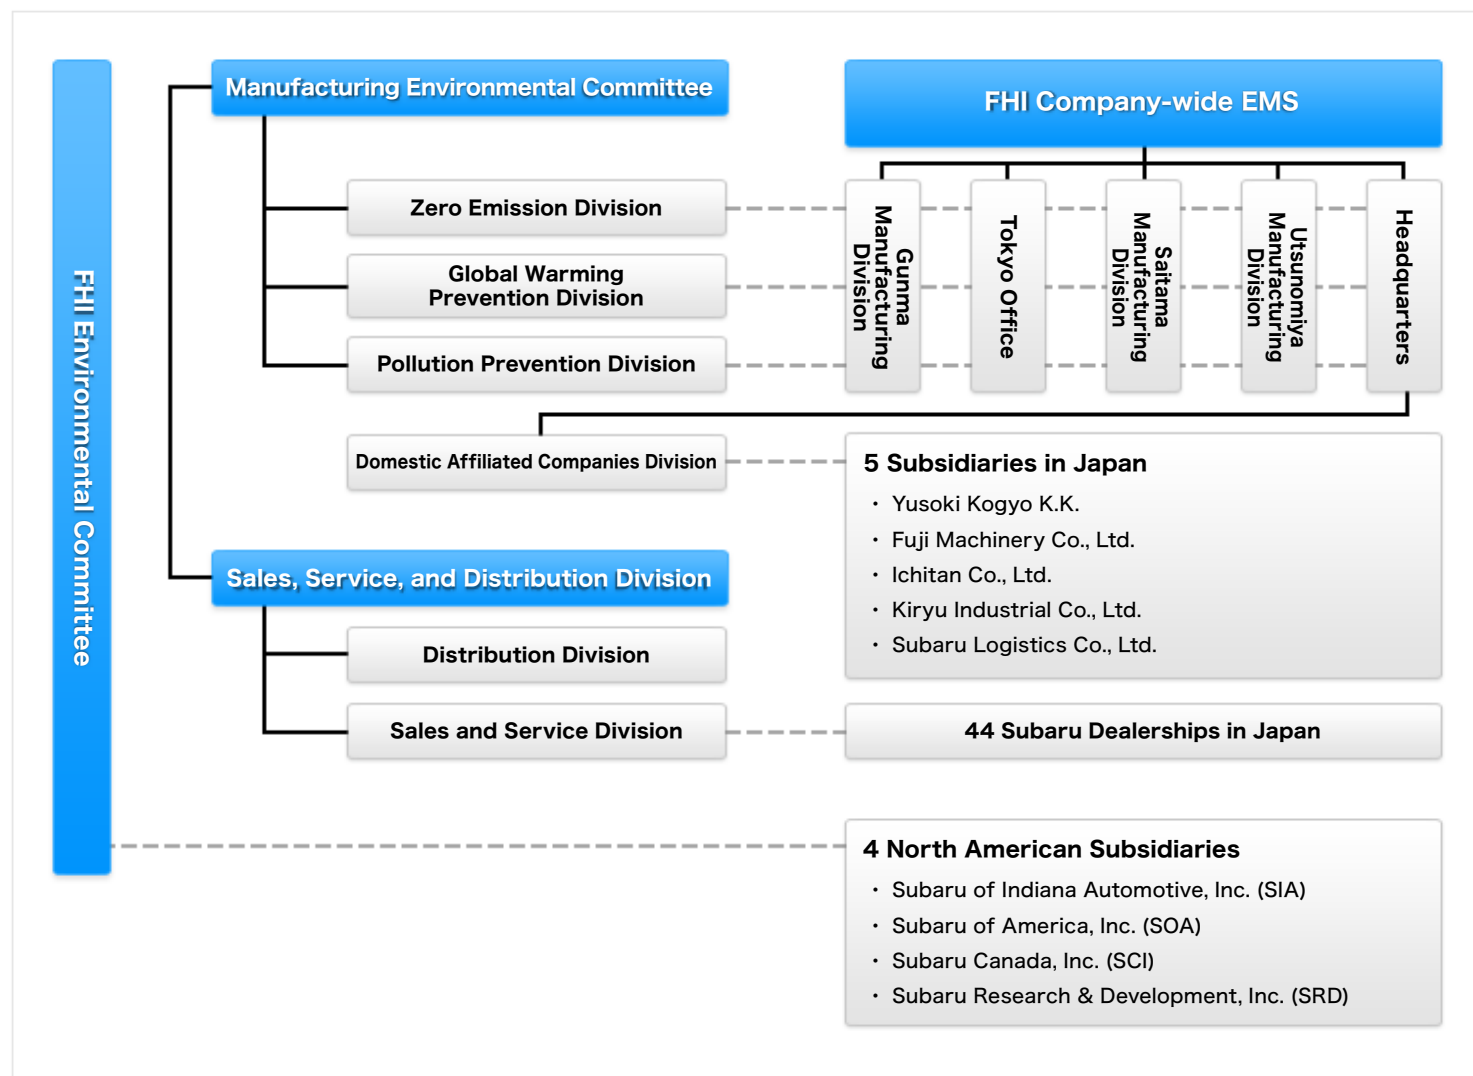 FHI Environmental Committee
Manufacturing Environmental Committee
Zero Emission Division
Global Warming
Prevention Division
Pollution Prevention Division
Domestic Affiliated Companies Division
Sales, Service, and Distribution Division
Distribution Division
Sales and Service Division
FHI Company-wide EMS
Gunma
Manufacturing
Division
Tokyo Office
Saitama
Manufacturing
Division
Utsunomiya
Manufacturing
Division
Headquarters
5 Subsidiaries in Japan
・ Yusoki Kogyo K.K.
・ Fuji Machinery Co., Ltd.
・ Ichitan Co., Ltd.
・ Kiryu Industrial Co., Ltd.
・ Subaru Logistics Co., Ltd.
44 Subaru Dealerships in Japan
4 North American Subsidiaries
・ Subaru of Indiana Automotive, Inc. (SIA)
・ Subaru of America, Inc. (SOA)
・ Subaru Canada, Inc. (SCI)
・ Subaru Research & Development, Inc. (SRD)